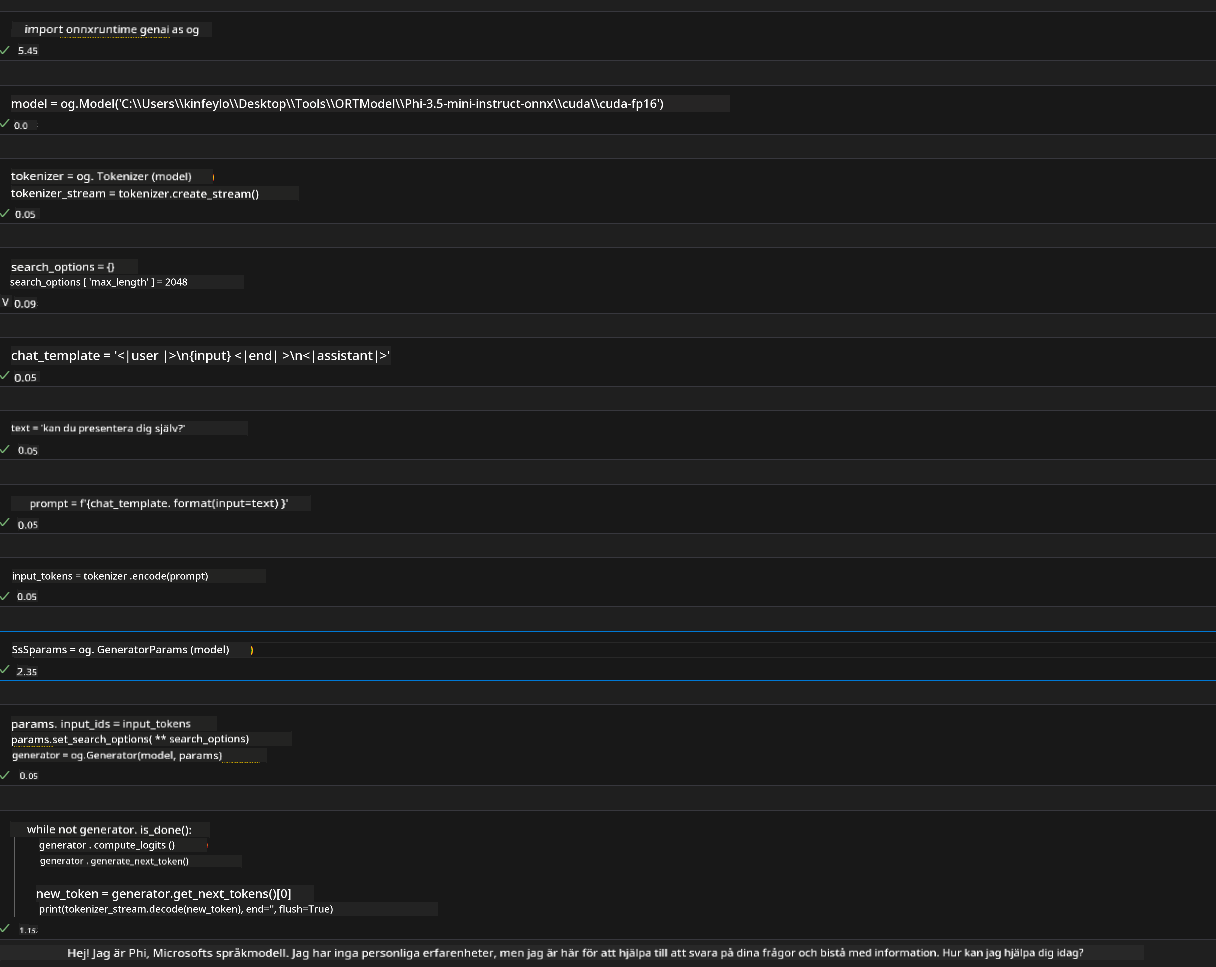 import onnxruntime genai as og
5.45
model = og.Model('C:\\Users\\kinfeylo\\Desktop\\Tools\\ORTModel\\Phi-3.5-mini-instruct-onnx\\cuda\\cuda-fp16')
0.0
tokenizer = og. Tokenizer (model) )
tokenizer_stream = tokenizer.create_stream()
0.05
search_options = {}
search_options [ 'max_length' ] = 2048
V 0.09
chat_template = '<|user |>\n{input} <|end| >\n<|assistant|>'
0.05
text = 'kan du presentera dig själv?'
0.05
prompt = f'{chat_template. format(input=text) }'
0.05
input_tokens = tokenizer .encode(prompt)
0.05
SsSparams = og. GeneratorParams (model) )
2.35
params. input_ids = input_tokens
params.set_search_options( ** search_options)
generator = og.Generator(model, params)
0.05
while not generator. is_done():
generator . compute_logits ()
generator . generate_next_token()
new_token = generator.get_next_tokens()[0]
print(tokenizer_stream.decode(new_token), end='', flush=True)
1.1s.
Hej! Jag är Phi, Microsofts språkmodell. Jag har inga personliga erfarenheter, men jag är här för att hjälpa till att svara på dina frågor och bistå med information. Hur kan jag hjälpa dig idag?